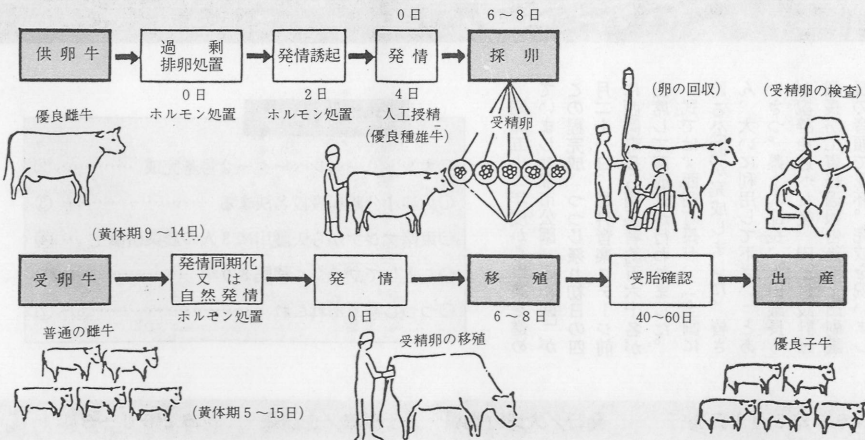 0日
6～8日
供卵牛
過剰
排卵処置
発情誘起
発情
採卵
0日
2日
4日
ホルモン処置
ホルモン処置
人工授精
(優良種雄牛)
優良雌牛
受精卵
(卵の回収)
(受精卵の検査)
(黄体期9～14日)
受卵牛
発情同期化
又は
自然発情
発情
移殖
受胎確認
出産
ホルモン処置
0日
6～8日
40～60日
普通の雌牛
受精卵の移殖
優良子牛
(黄体期5～15日)